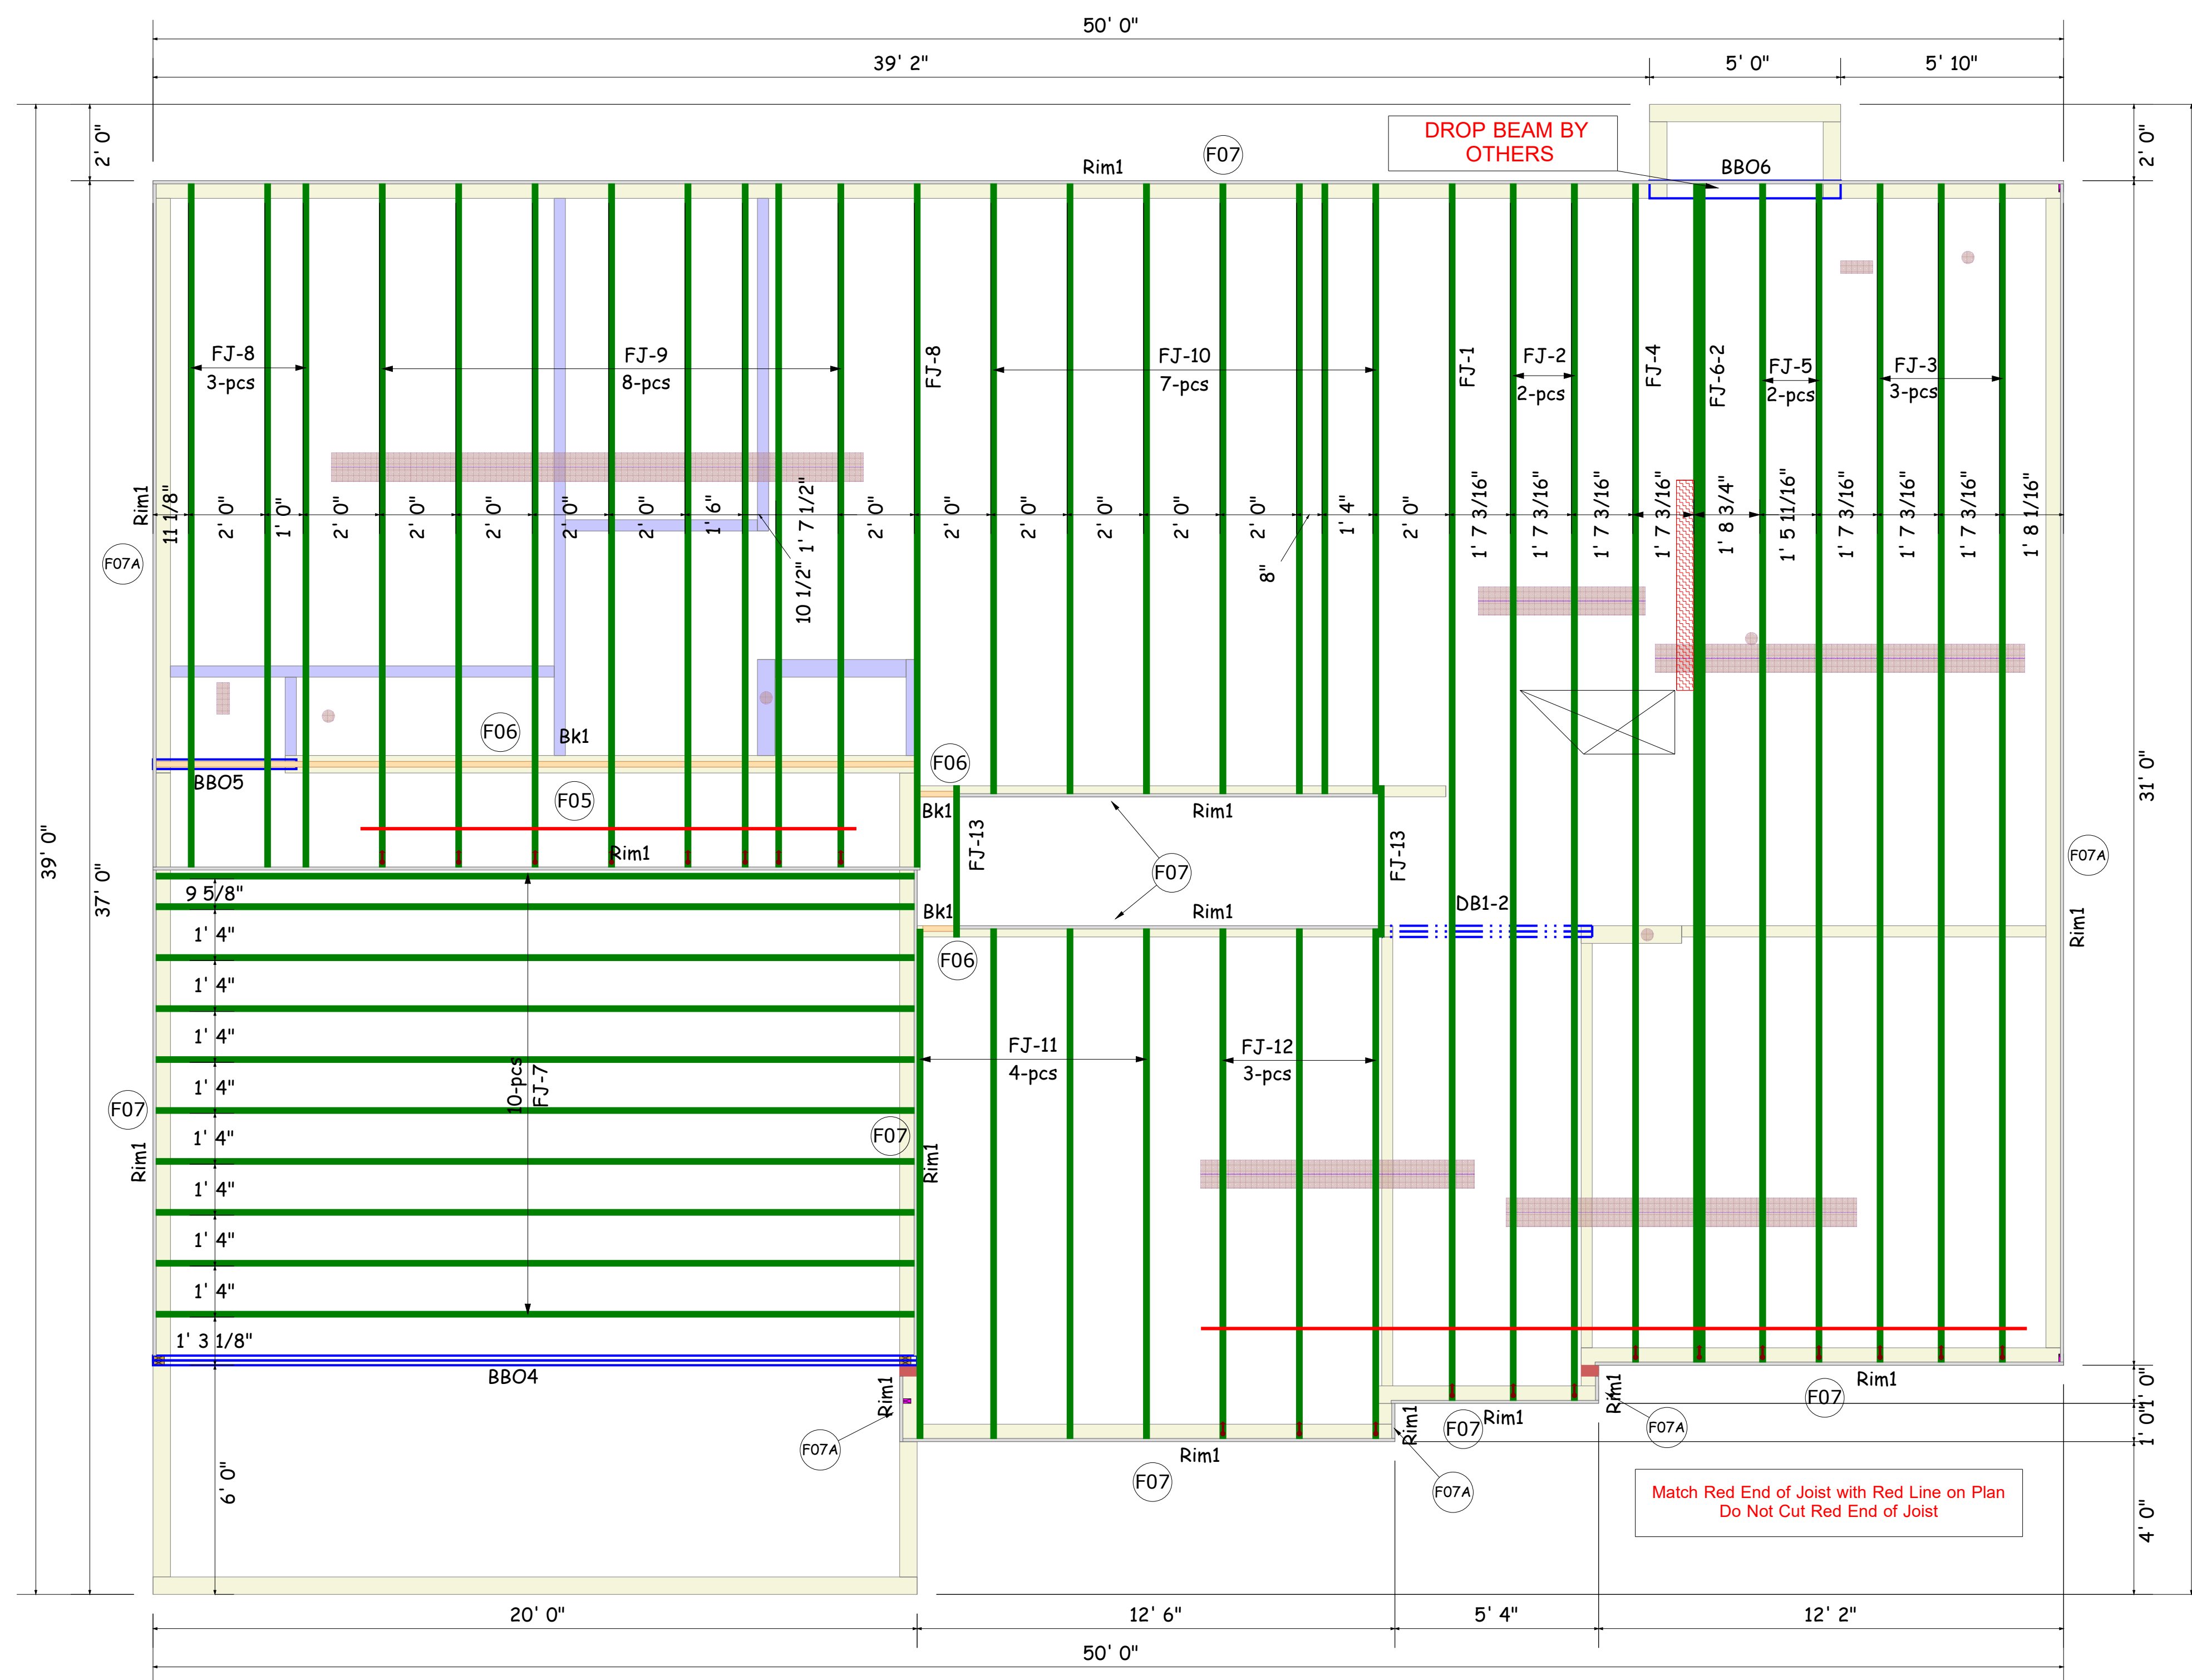 50' 0"
39' 2"
5' 0"
5' 10"
2' 0"
DROP BEAM BY
OTHERS
F07
Rim1
BBO6
2' 0"
FJ-8
3-pcs
FJ-9
8-pcs
FJ-8
FJ-10
7-pcs
FJ-1
FJ-2
2-pcs
FJ-4
FJ-6-2
FJ-5
2-pcs
FJ-3
3-pcs
Rim1
11 1/8"
2' 0"
1' 0"
2' 0"
2' 0"
2' 0"
2' 0"
2' 0"
1' 6"
10 1/2"
1' 7 1/2"
2' 0"
2' 0"
2' 0"
2' 0"
2' 0"
2' 0"
8"
1' 4"
2' 0"
1' 7 3/16"
1' 7 3/16"
1' 7 3/16"
1' 7 3/16"
1' 8 3/4"
1' 5 11/16"
1' 7 3/16"
1' 7 3/16"
1' 7 3/16"
1' 8 1/16"
F07A
31' 0"
F06
Bk1
F06
BBO5
F05
Bk1
Rim1
FJ-13
FJ-13
39' 0"
37' 0"
Rim1
F07
F07A
9 5/8"
Bk1
Rim1
DB1-2
Rim1
1' 4"
F06
1' 4"
1' 4"
1' 4"
1' 4"
1' 4"
1' 4"
1' 4"
1' 3 1/8"
10-pcs
FJ-7
FJ-11
4-pcs
FJ-12
3-pcs
F07
Rim1
F07
Rim1
BBO4
Rim1
F07A
Rim1
F07
Rim1
F07
Rim1
F07A
Rim1
F07A
Rim1
F07
1' 0"
1' 0"
6' 0"
Match Red End of Joist with Red Line on Plan
Do Not Cut Red End of Joist
4' 0"
20' 0"
12' 6"
5' 4"
12' 2"
50' 0"